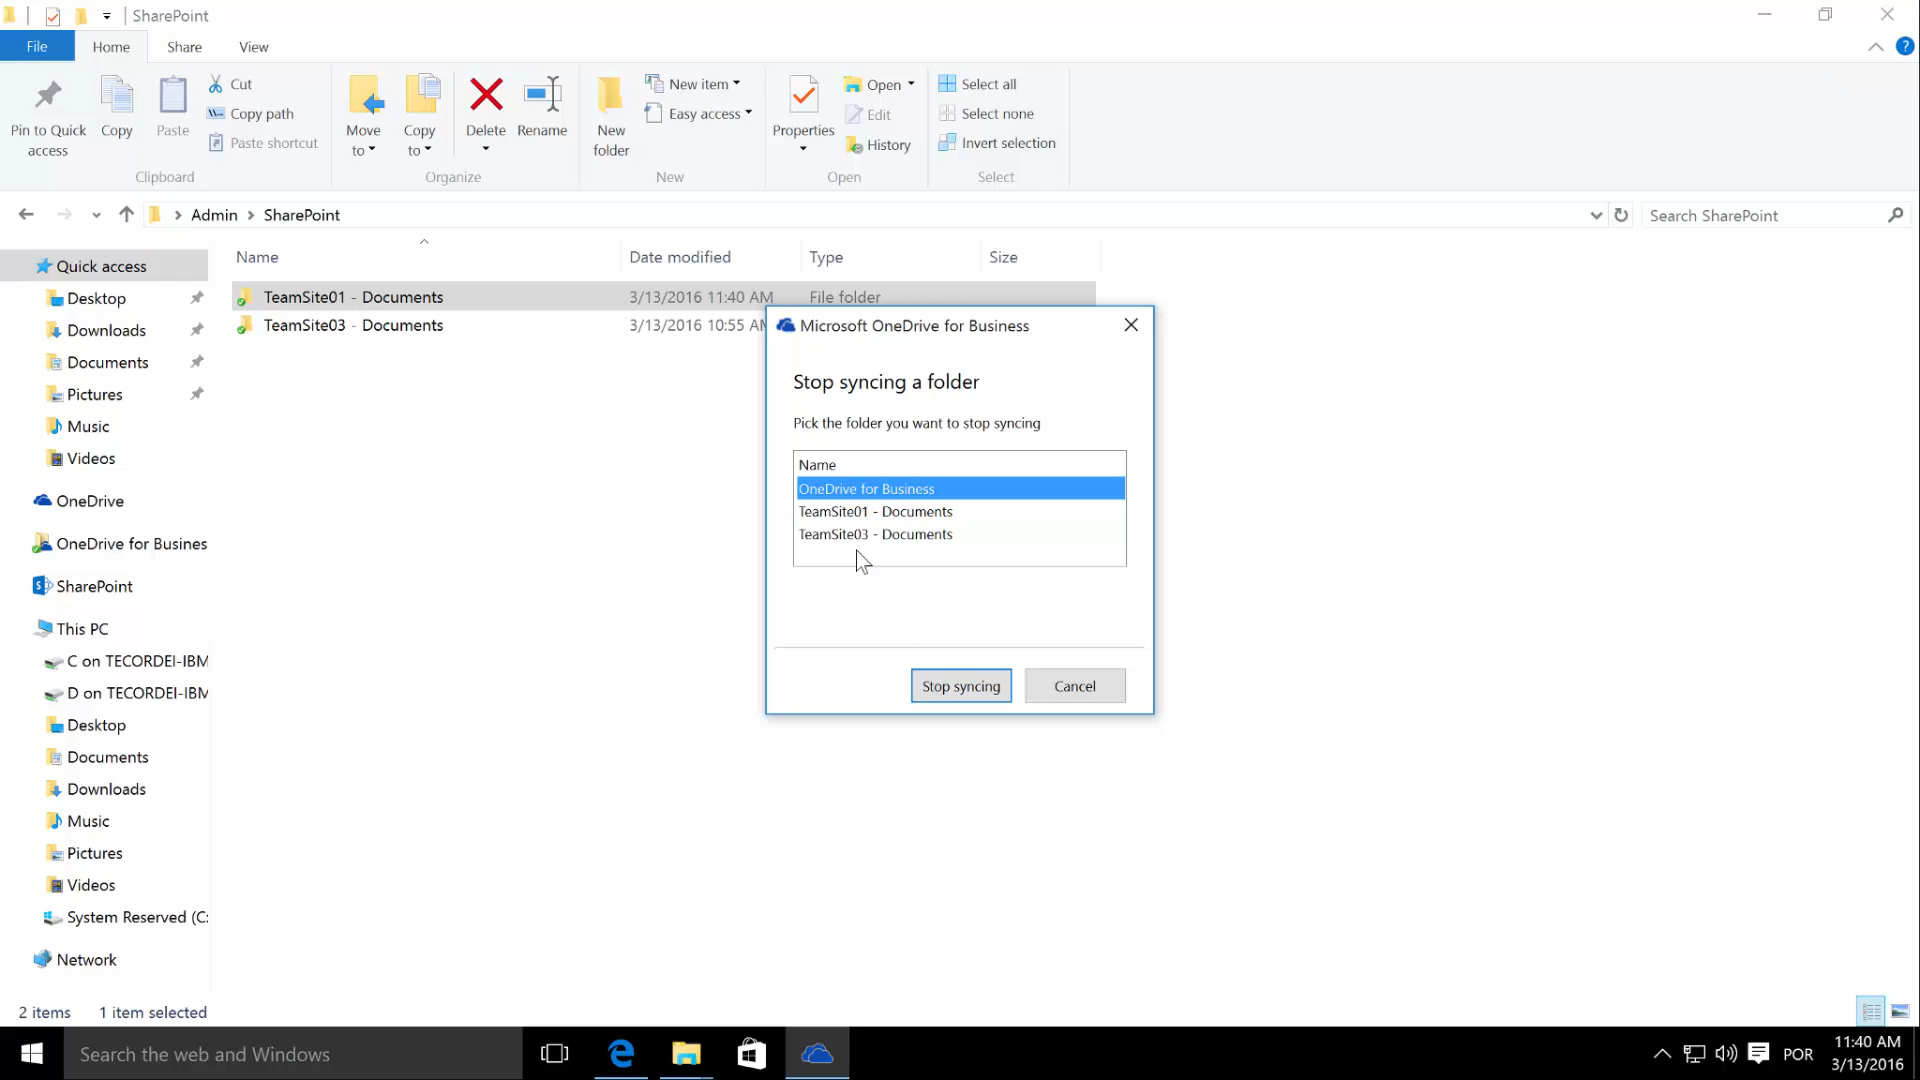 SharePoint
File
Home
Share
View
?
Pin to Quick
access
Copy
Paste
Cut
Copy path
Paste shortcut
Clipboard
Move
to
Copy
to
Delete
Rename
Organize
New
folder
New item
Easy access
New
Properties
Open
Edit
History
Open
Select all
Select none
Invert selection
Select
Admin
SharePoint
Search SharePoint
Name
Date modified
Type
Size
TeamSite01 - Documents
3/13/2016 11:40 AM
File folder
TeamSite03 - Documents
3/13/2016 10:55 AM
Quick access
Desktop
Downloads
Documents
Pictures
Music
Videos
OneDrive
OneDrive for Busines
SharePoint
This PC
C on TECORDEI-IBM
D on TECORDEI-IBM
Desktop
Documents
Downloads
Music
Pictures
Videos
System Reserved (C:
Network
Microsoft OneDrive for Business
Stop syncing a folder
Pick the folder you want to stop syncing
Name
OneDrive for Business
TeamSite01 - Documents
TeamSite03 - Documents
Stop syncing
Cancel
2 items
1 item selected
Search the web and Windows
POR
11:40 AM
3/13/2016